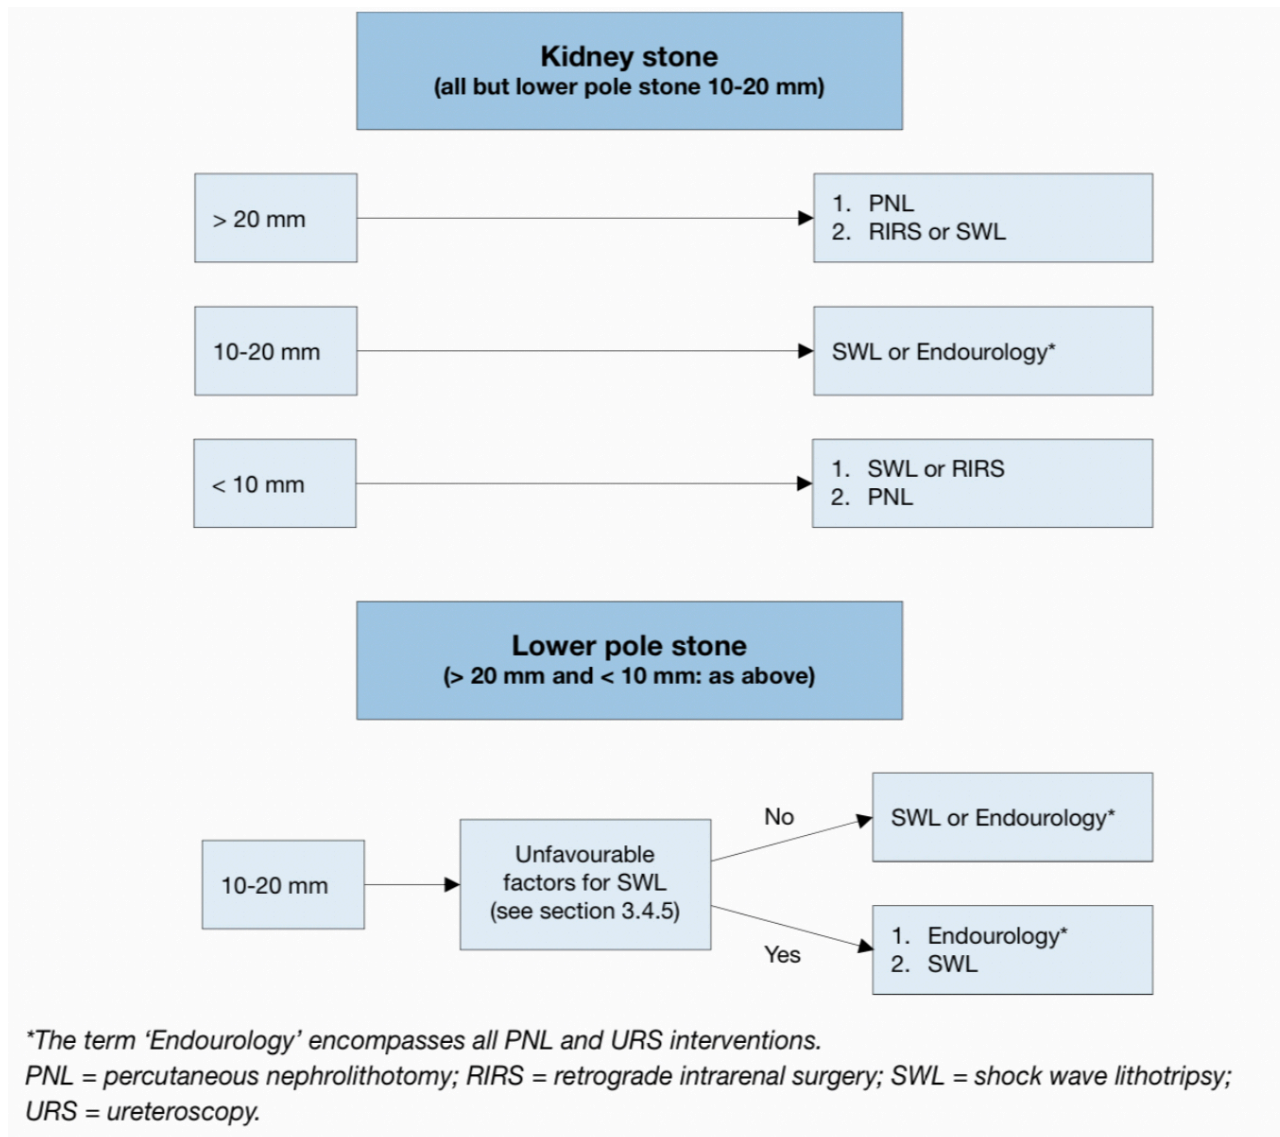 Kidney stone
(all but lower pole stone 10-20 mm)
> 20 mm
1. PNL
2. RIRS or SWL
10-20 mm
SWL or Endourology*
< 10 mm
1. SWL or RIRS
2. PNL
Lower pole stone
(> 20 mm and < 10 mm: as above)
10-20 mm
Unfavourable
factors for SWL
(see section 3.4.5)
No
SWL or Endourology*
Yes
1. Endourology*
2. SWL
*The term ‘Endourology’ encompasses all PNL and URS interventions.
PNL = percutaneous nephrolithotomy; RIRS = retrograde intrarenal surgery; SWL = shock wave lithotripsy;
URS = ureteroscopy.